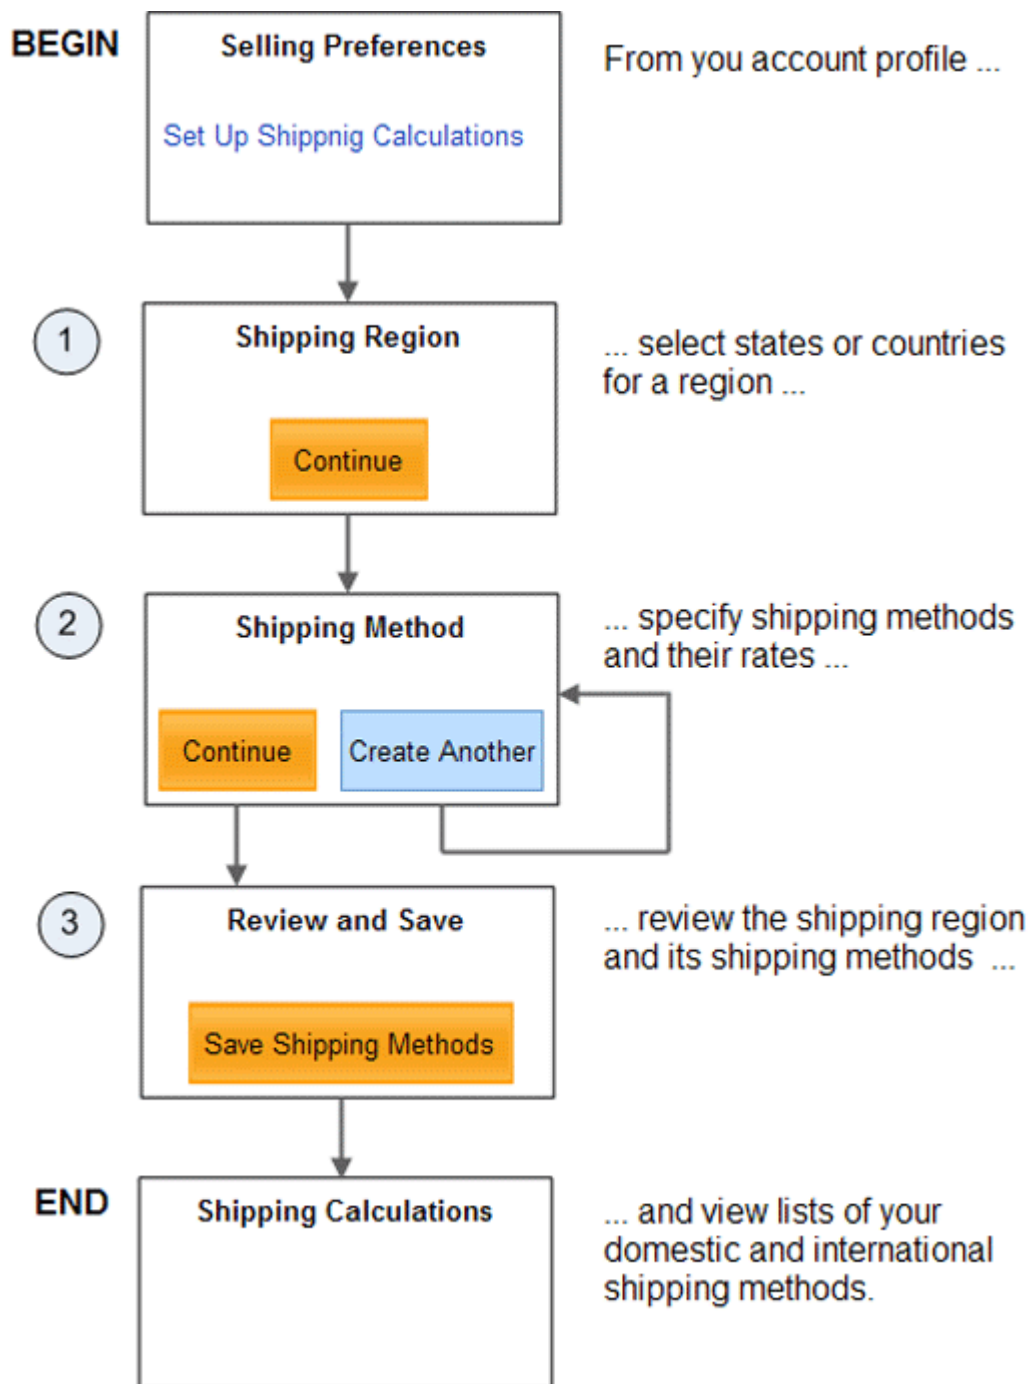 BEGIN
Selling Preferences
From you account profile ...
Set Up Shippnig Calculations
1
Shipping Region
... select states or countries
for a region ...
Continue
2
Shipping Method
... specify shipping methods
and their rates ...
Continue
Create Another
3
Review and Save
... review the shipping region
and its shipping methods ...
Save Shipping Methods
END
Shipping Calculations
... and view lists of your
domestic and international
shipping methods.